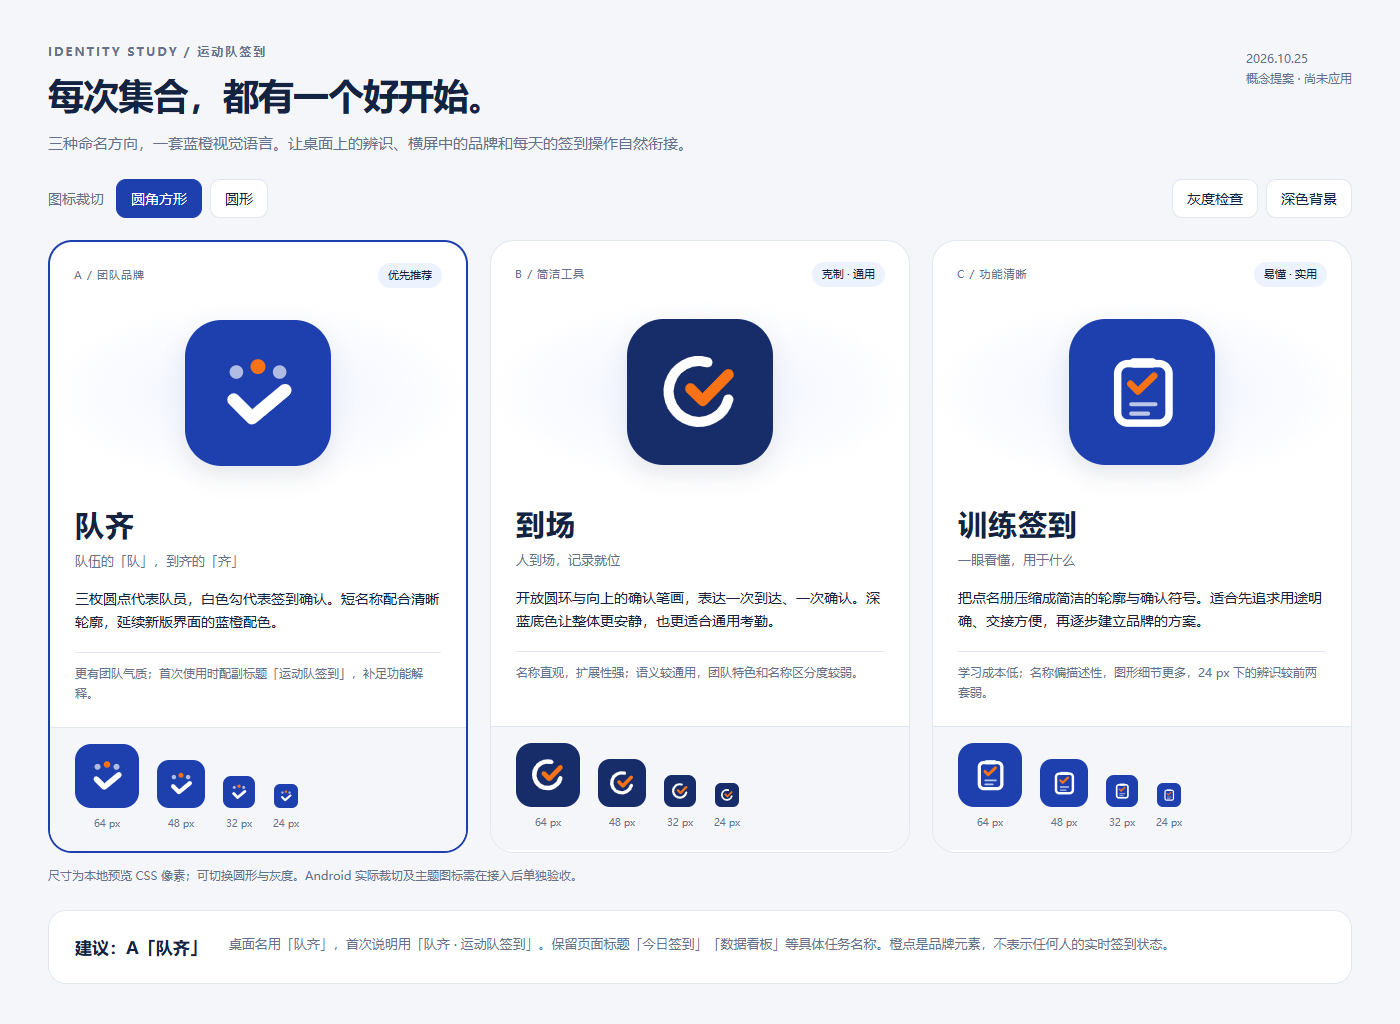 IDENTITY STUDY / 运动队签到
每次集合，都有一个好开始。
三种命名方向，一套蓝橙视觉语言。让桌面上的辨识、横屏中的品牌和每天的签到操作自然衔接。
2026.10.25
概念提案 · 尚未应用
图标裁切
圆角方形
圆形
灰度检查
深色背景
A / 团队品牌
优先推荐
队齐
队伍的「队」，到齐的「齐」
三枚圆点代表队员，白色勾代表签到确认。短名称配合清晰
轮廓，延续新版界面的蓝橙配色。
更有团队气质；首次使用时配副标题「运动队签到」，补足功能解
释。
64 px
48 px
32 px
24 px
B / 简洁工具
克制 · 通用
到场
人到场，记录就位
开放圆环与向上的确认笔画，表达一次到达、一次确认。深
蓝底色让整体更安静，也更适合通用考勤。
名称直观，扩展性强；语义较通用，团队特色和名称区分度较弱。
64 px
48 px
32 px
24 px
C / 功能清晰
易懂 · 实用
训练签到
一眼看懂，用于什么
把点名册压缩成简洁的轮廓与确认符号。适合先追求用途明
确、交接方便，再逐步建立品牌的方案。
学习成本低；名称偏描述性，图形细节更多，24 px 下的辨识较前两
套弱。
64 px
48 px
32 px
24 px
尺寸为本地预览 CSS 像素；可切换圆形与灰度。Android 实际裁切及主题图标需在接入后单独验收。
建议：A「队齐」
桌面名用「队齐」，首次说明用「队齐 · 运动队签到」。保留页面标题「今日签到」「数据看板」等具体任务名称。橙点是品牌元素，不表示任何人的实时签到状态。